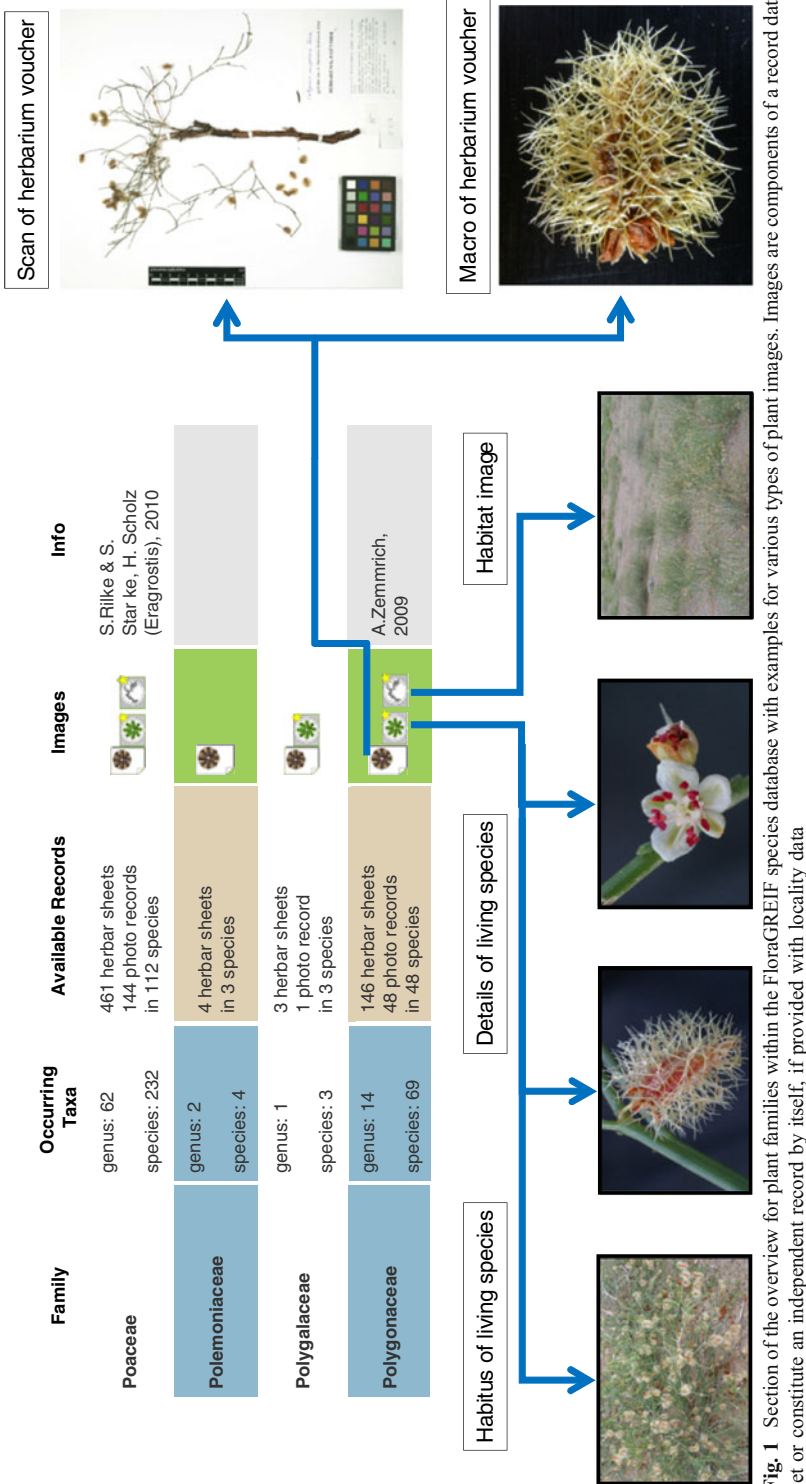 Family
Occurring
Taxa
Available Records
Images
Info
Poaceae
genus: 62
species: 232
461 herbar sheets
144 photo records
in 112 species
S.Rilke & S.
Star ke, H. Scholz
(Eragrostis), 2010
Polemoniaceae
genus: 2
species: 4
4 herbar sheets
in 3 species
Polygalaceae
genus: 1
species: 3
3 herbar sheets
1 photo record
in 3 species
Polygonaceae
genus: 14
species: 69
146 herbar sheets
48 photo records
in 48 species
A.Zemmrich,
2009
Scan of herbarium voucher
Macro of herbarium voucher
Habitus of living species
Details of living species
Habitat image
Fig. 1 Section of the overview for plant families within the FloraGREIF species database with examples for various types of plant images. Images are components of a record dat
et or constitute an independent record by itself, if provided with locality data